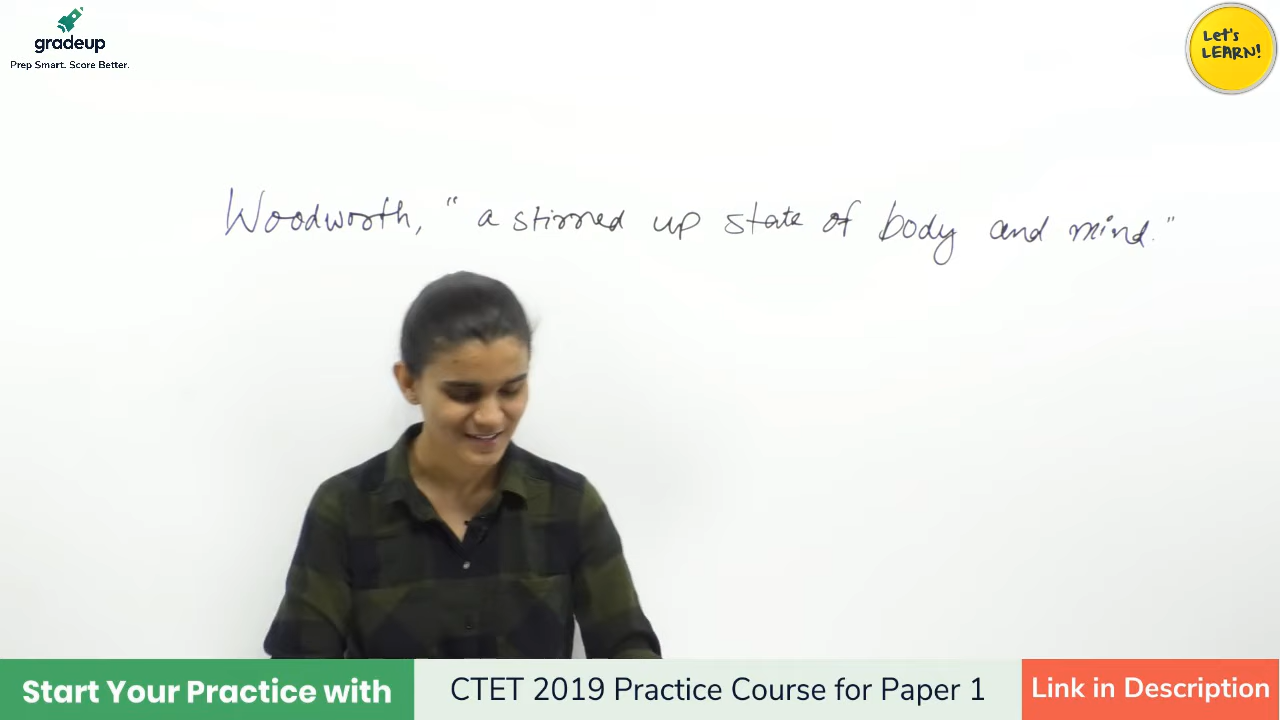 gradeup
Prep Smart. Score Better.
Let's
LEARN!
Woodworth, " a stirred up state of body and mind."
Start Your Practice with
CTET 2019 Practice Course for Paper 1
Link in Description